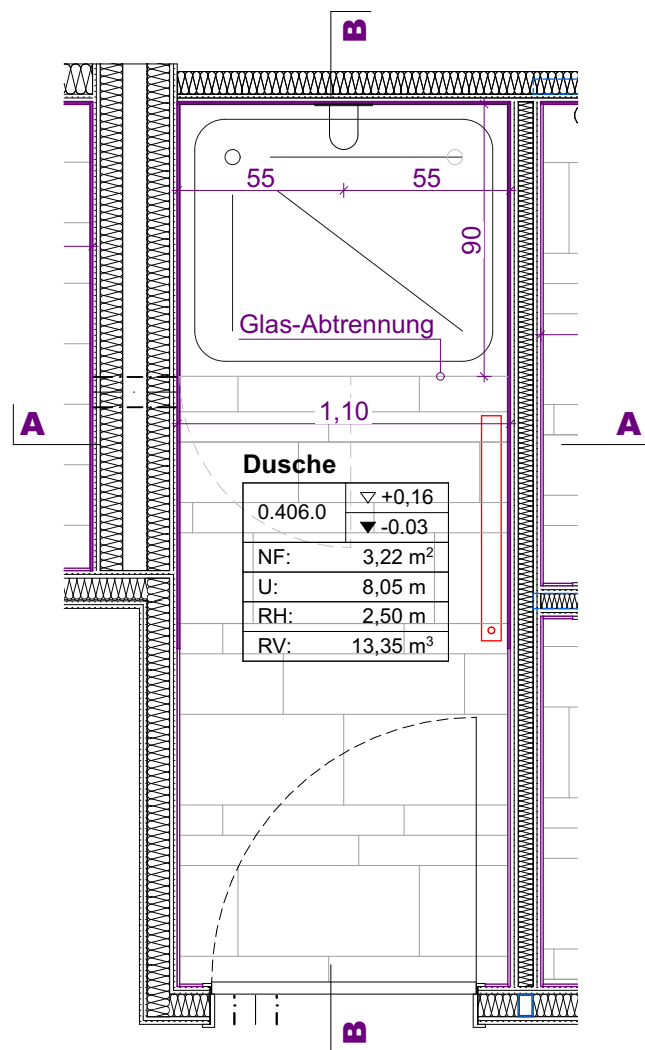 B
55
55
90
Glas-Abtrennung
1,10
A
A
Dusche
0.406.0
+0,16
-0.03
NF: 3,22 m²
U: 8,05 m
RH: 2,50 m
RV: 13,35 m³
B